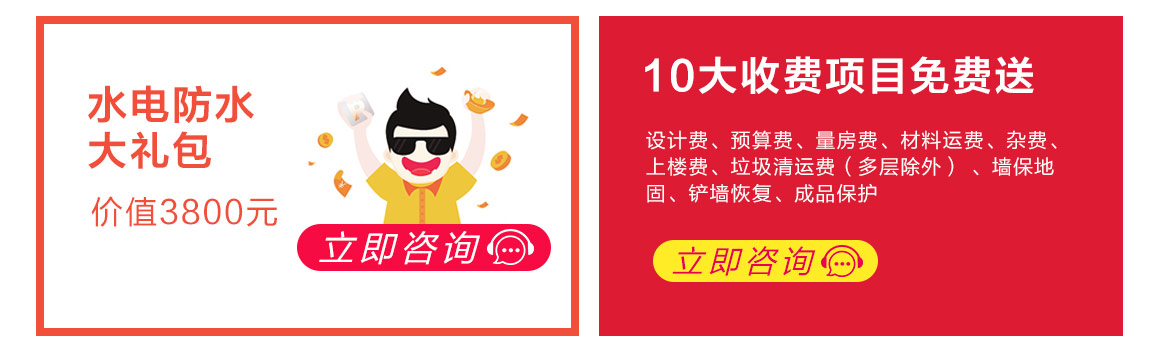 水电防水
大礼包
价值3800元
立即咨询
10大收费项目免费送
设计费、预算费、量房费、材料运费、杂费、
上楼费、垃圾清运费（多层除外） 、墙保地
固、铲墙恢复、成品保护
立即咨询